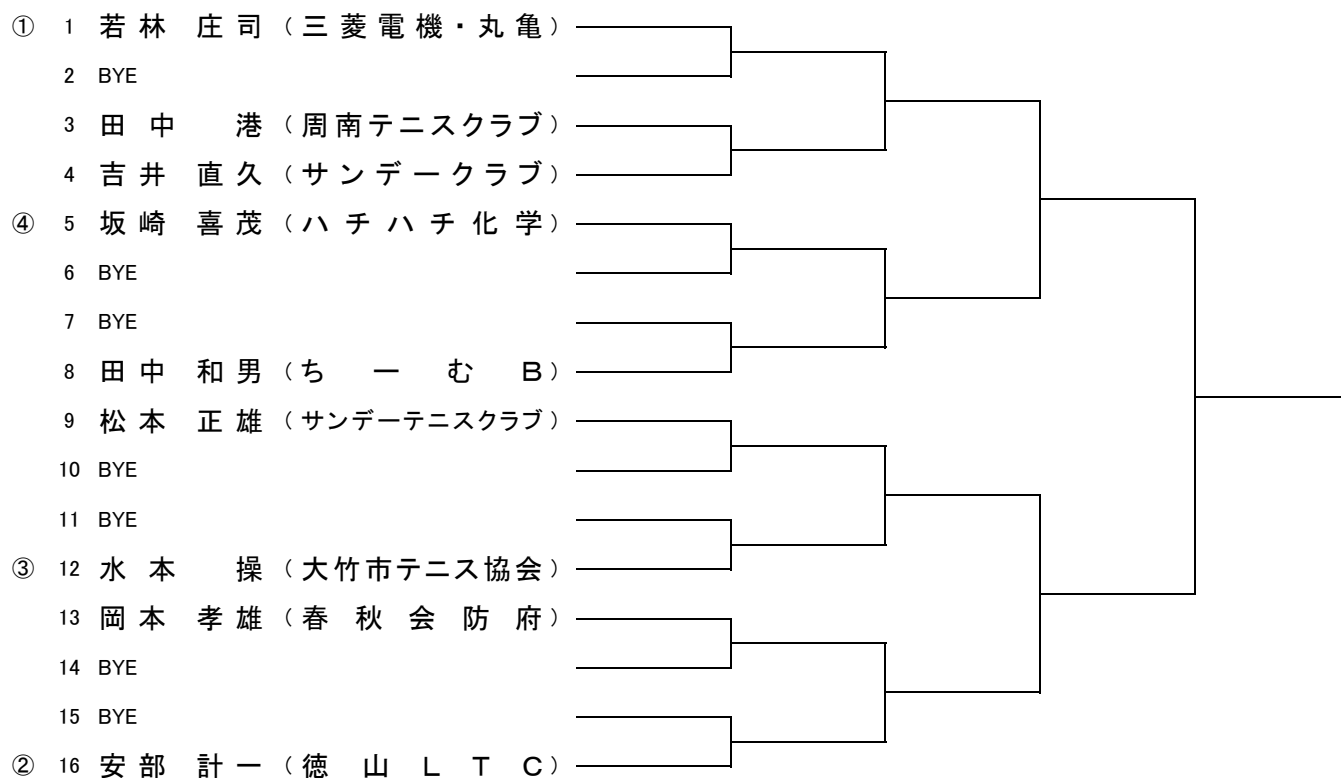 ① 1 若林 庄司 (三菱電機・丸亀)
2 BYE
3 田中 港 (周南テニスクラブ)
4 吉井 直久 (サンデークラブ)
④ 5 坂崎 喜茂 (ハチハチ化学)
6 BYE
7 BYE
8 田中 和男 (ちーむB)
9 松本 正雄 (サンデーテニスクラブ)
10 BYE
11 BYE
③ 12 水本 操 (大竹市テニス協会)
13 岡本 孝雄 (春秋会防府)
14 BYE
15 BYE
② 16 安部 計一 (徳山LTC)